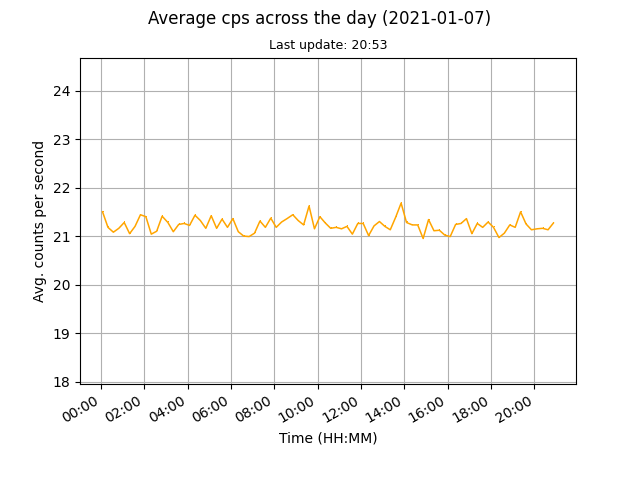 Average cps across the day (2021-01-07)
Last update: 20:53
24
23
22
21
20
19
18
Avg. counts per second
00:00 02:00 04:00 06:00 08:00 10:00 12:00 14:00 16:00 18:00 20:00
Time (HH:MM)